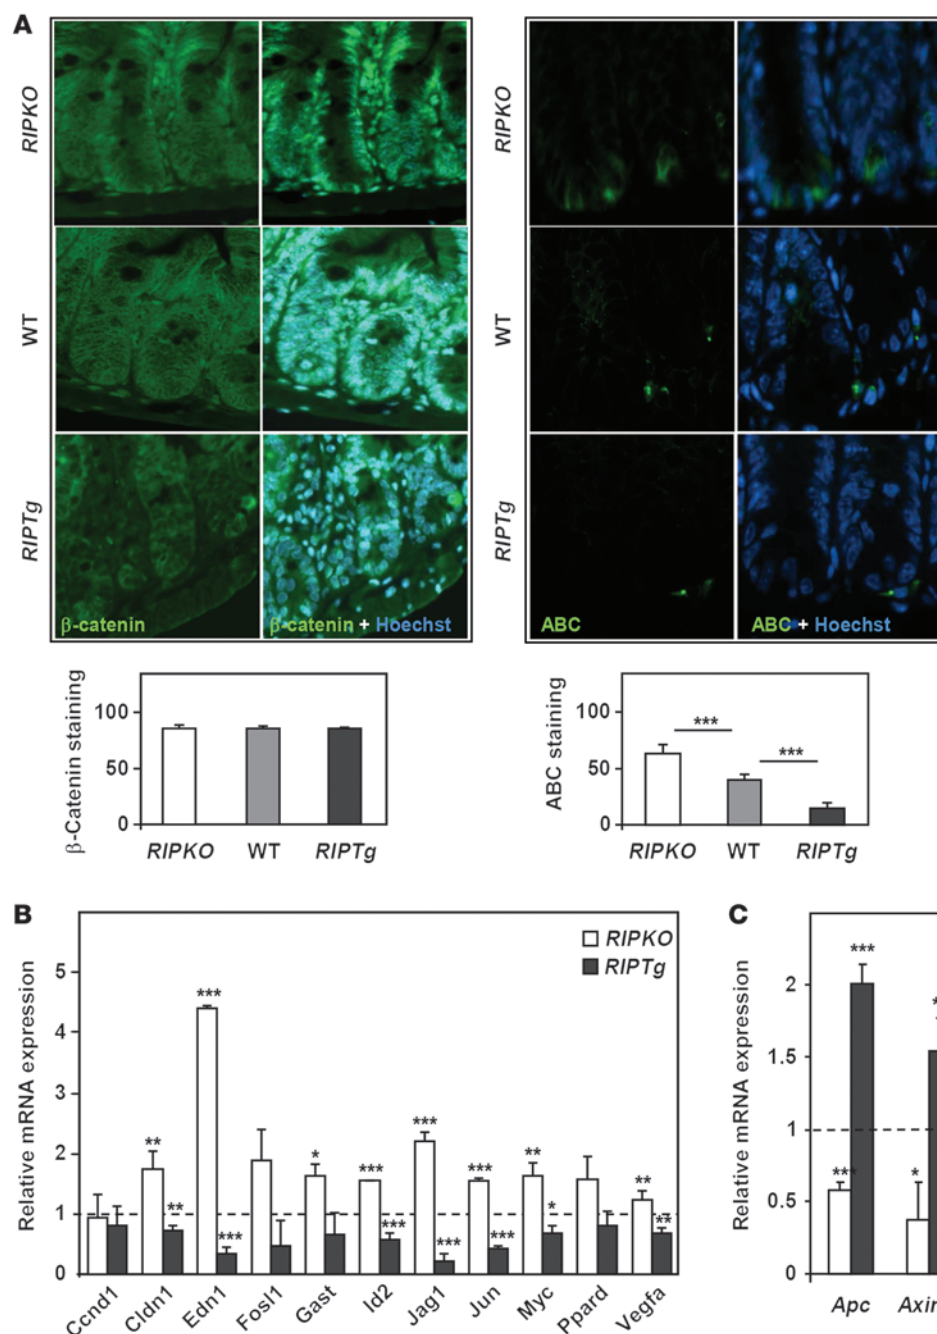 A
RIPKO
WT
RIPTg
β-catenin
β-catenin + Hoechst
RIPKO
WT
RIPTg
ABC
ABC + Hoechst
β-Catenin staining
100
50
0
RIPKO WT RIPTg
ABC staining
100
50
0
***
***
RIPKO WT RIPTg
B
Relative mRNA expression
5
4
3
2
1
0
RIPKO
RIPTg
**
**
***
***
*
***
***
***
***
***
***
**
*
**
**
Ccnd1 Cldn1 Edn1 Fosl1 Gast Id2 Jag1 Jun Myc Ppard Vegfa
C
Relative mRNA expression
2
1.5
1
0.5
0
***
***
*
Apc